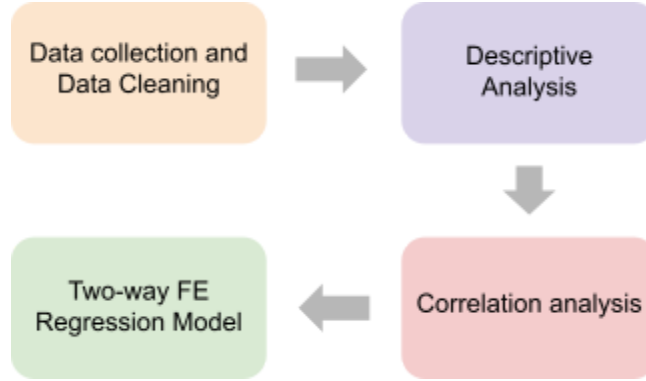 Data collection and
Data Cleaning
Descriptive
Analysis
Correlation analysis
Two-way FE
Regression Model